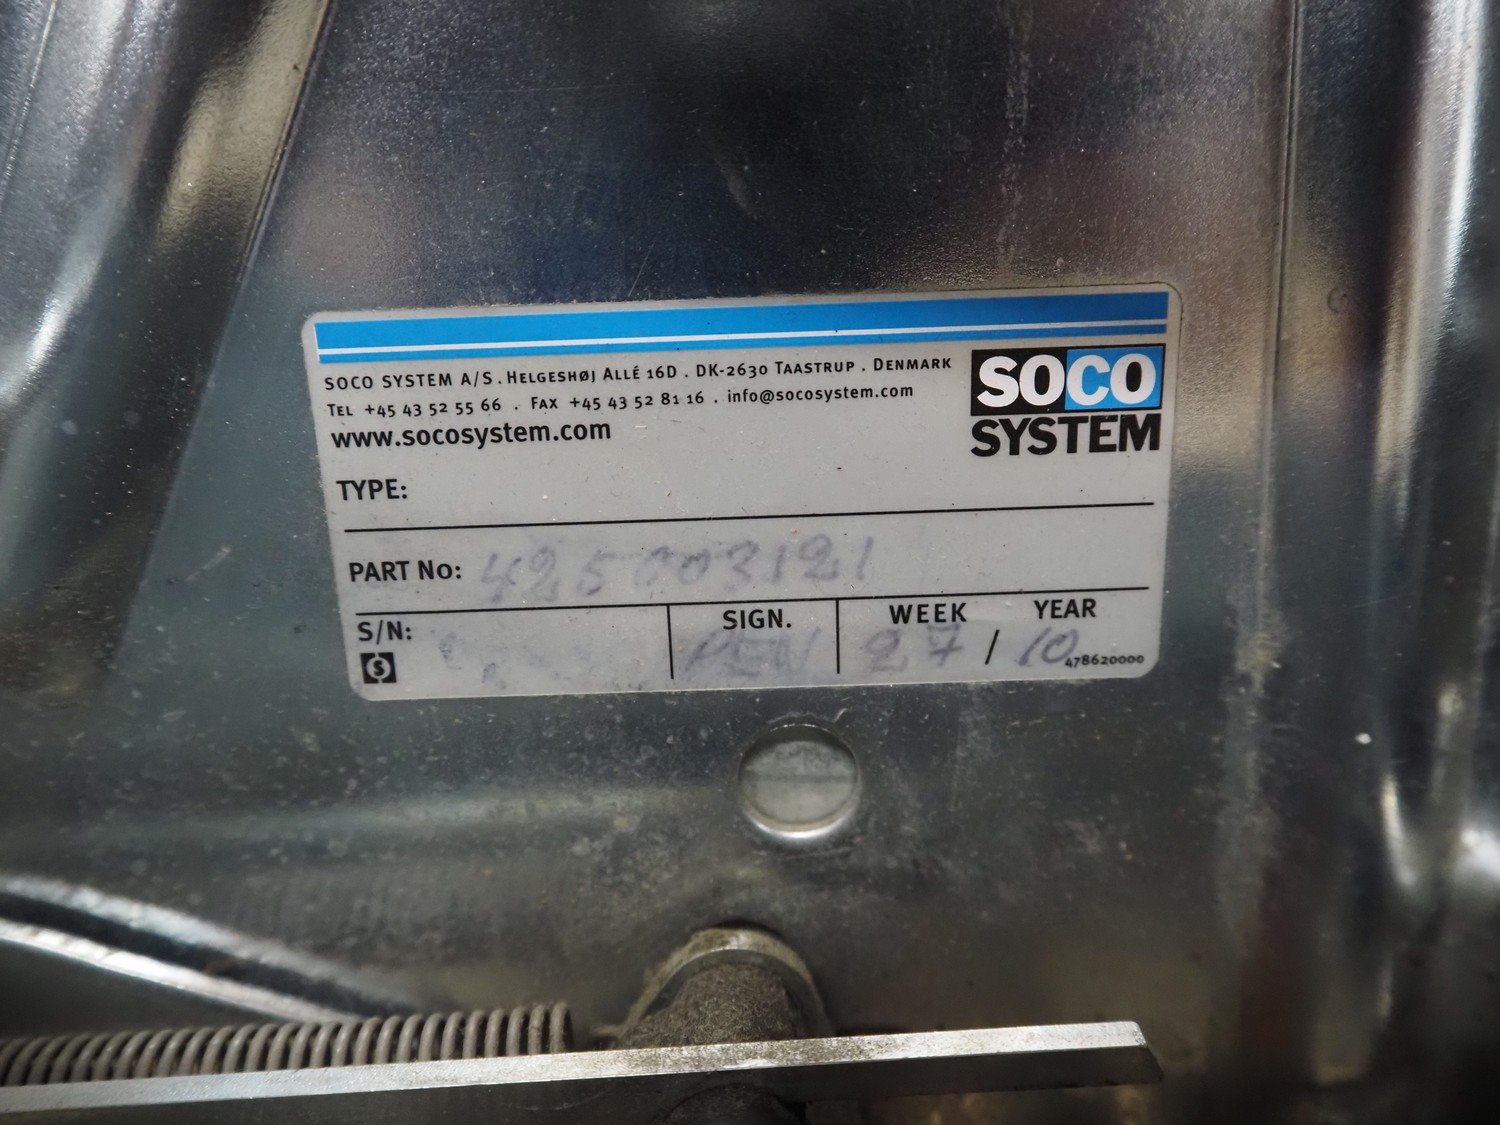 SOCO SYSTEM A/S . HELGESHØJ ALLÉ 16D . DK-2630 TAASTRUP . DENMARK
TEL +45 43 52 55 66 . FAX +45 43 52 81 16 . info@socosystem.com
www.socosystem.com
SOCO
SYSTEM
TYPE:
PART No: 425003121
S/N:
SIGN.
WEEK YEAR
27 / 10
478620000